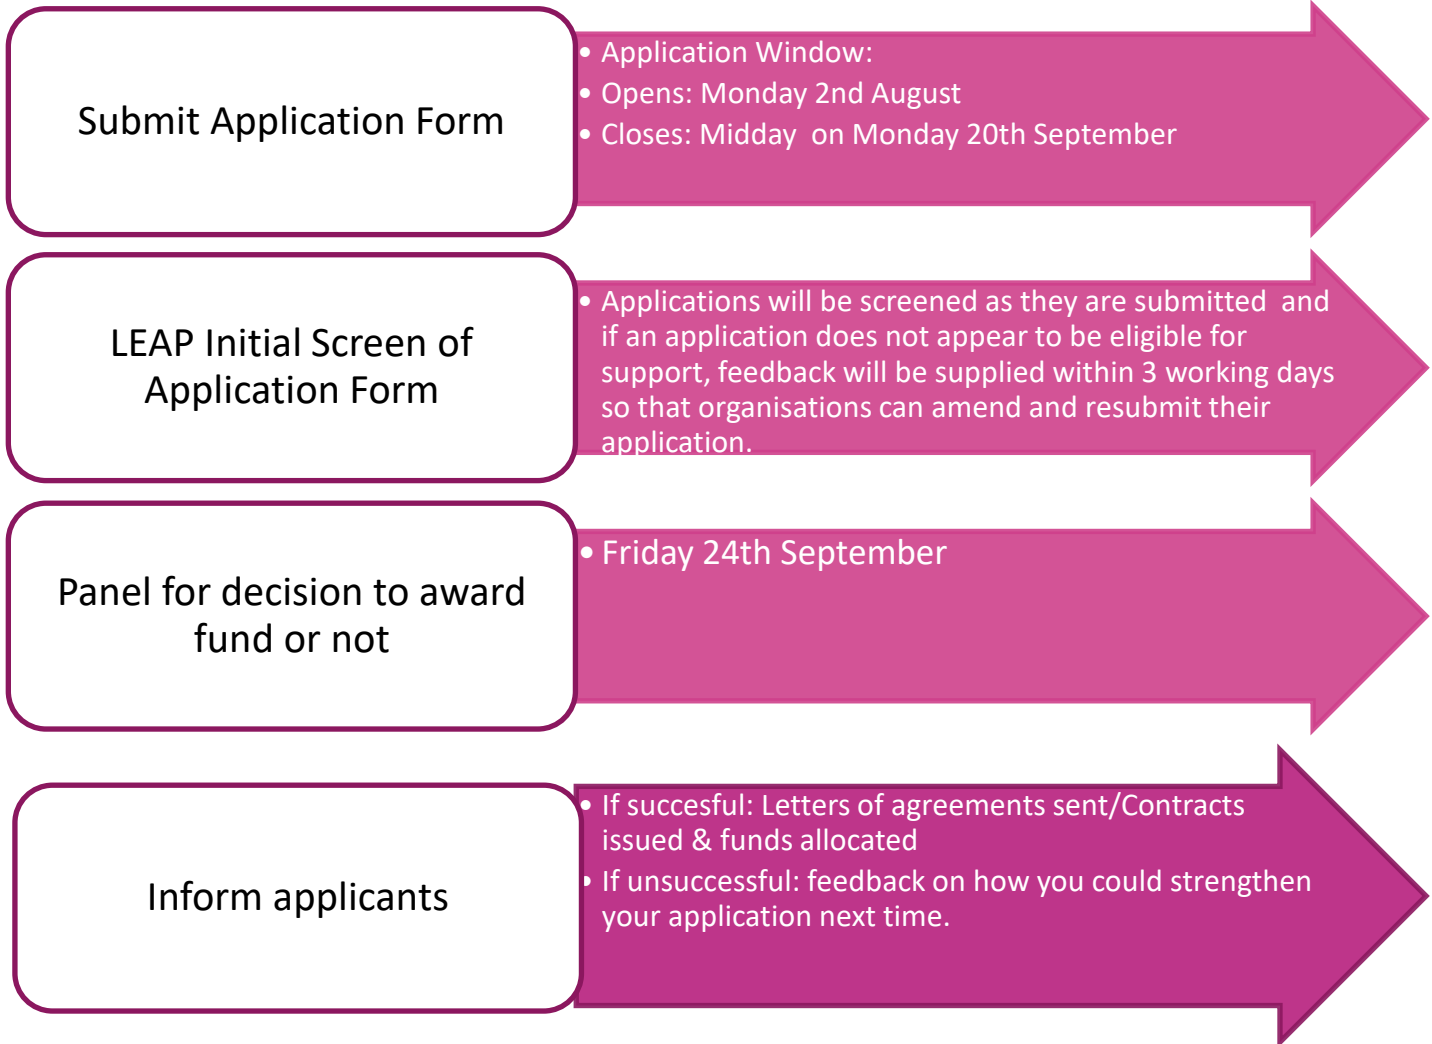 Submit Application Form
• Application Window:
• Opens: Monday 2nd August
• Closes: Midday  on Monday 20th September
LEAP Initial Screen of
Application Form
• Applications will be screened as they are submitted  and
if an application does not appear to be eligible for
support, feedback will be supplied within 3 working days
so that organisations can amend and resubmit their
application.
Panel for decision to award
fund or not
• Friday 24th September
Inform applicants
• If succesful: Letters of agreements sent/Contracts
issued & funds allocated
• If unsuccessful: feedback on how you could strengthen
your application next time.